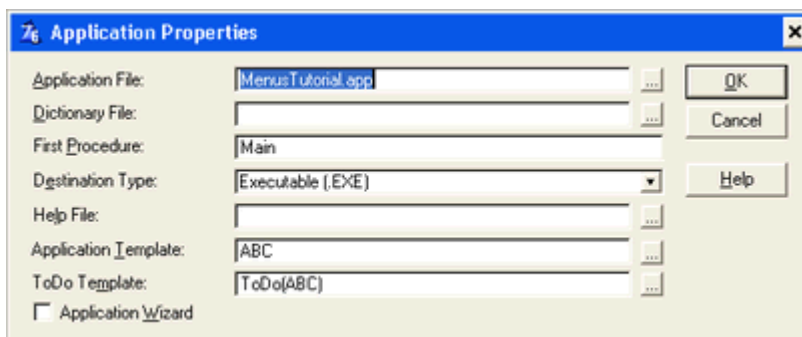 Application Properties
Application File: MenusTutorial.app ... OK
Dictionary File: ... Cancel
First Procedure: Main
Destination Type: Executable (.EXE) Help
Help File: ...
Application Template: ABC ...
ToDo Template: ToDo(ABC) ...
Application Wizard